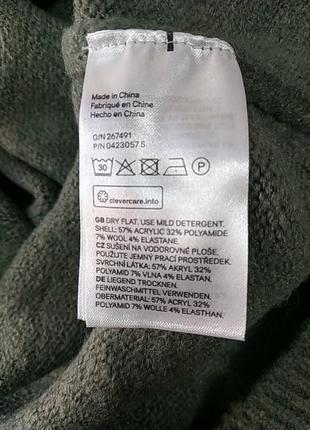 Made in China
Fabriqué en Chine
Hecho en China
O/N 267491
P/N 0423057.5
30 P
clevercare.info
GB DRY FLAT. USE MILD DETERGENT.
SHELL: 57% ACRYLIC 32% POLYAMIDE
7% WOOL 4% ELASTANE.
CZ SUŠENÍ NA VODOROVNÉ PLOŠE.
POUŽIJTE JEMNÝ PRACÍ PROSTŘEDEK.
SVRCHNÍ LÁTKA: 57% AKRYL 32%
POLYAMID 7% VLNA 4% ELASTAN.
DE LIEGEND TROCKNEN.
FEINWASCHMITTEL VERWENDEN.
OBERMATERIAL: 57% ACRYL 32%
POLYAMID 7% WOLLE 4% ELASTHAN.